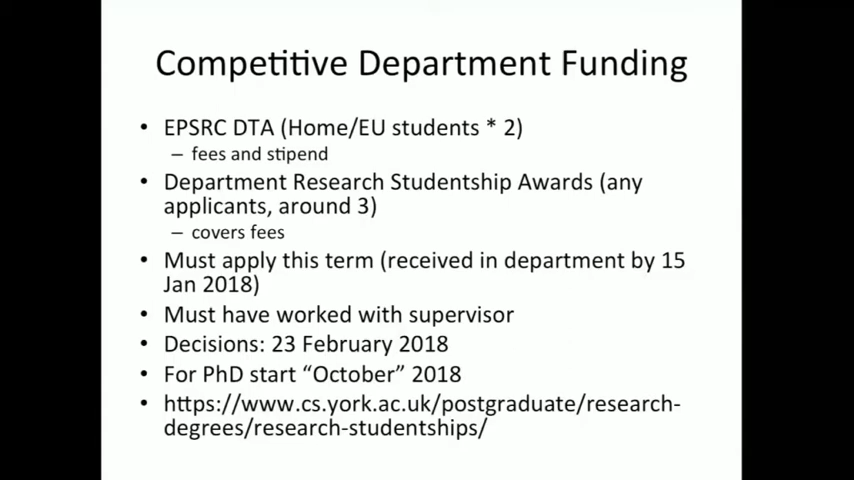 Competitive Department Funding
• EPSRC DTA (Home/EU students * 2)
– fees and stipend
• Department Research Studentship Awards (any
applicants, around 3)
– covers fees
• Must apply this term (received in department by 15
Jan 2018)
• Must have worked with supervisor
• Decisions: 23 February 2018
• For PhD start “October” 2018
• https://www.cs.york.ac.uk/postgraduate/research-
degrees/research-studentships/